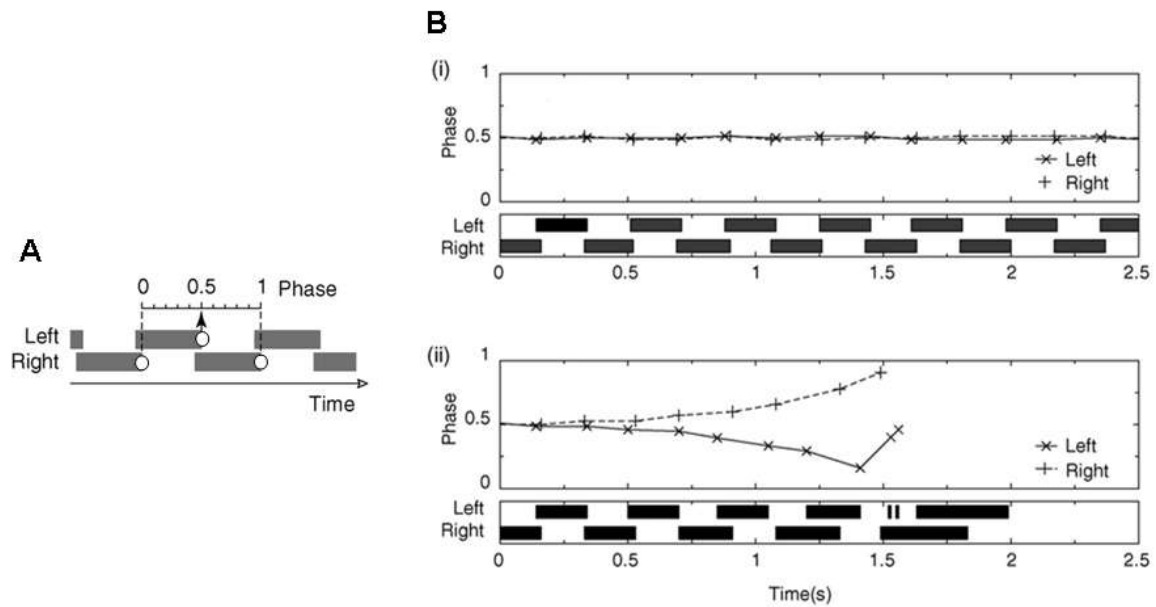 A
0 0.5 1 Phase
Left
Right
Time
B
(i)
1
Phase
0.5
0
Left
Right
Left
Right
0 0.5 1 1.5 2 2.5
(ii)
1
Phase
0.5
0
Left
Right
Left
Right
0 0.5 1 1.5 2 2.5
Time(s)